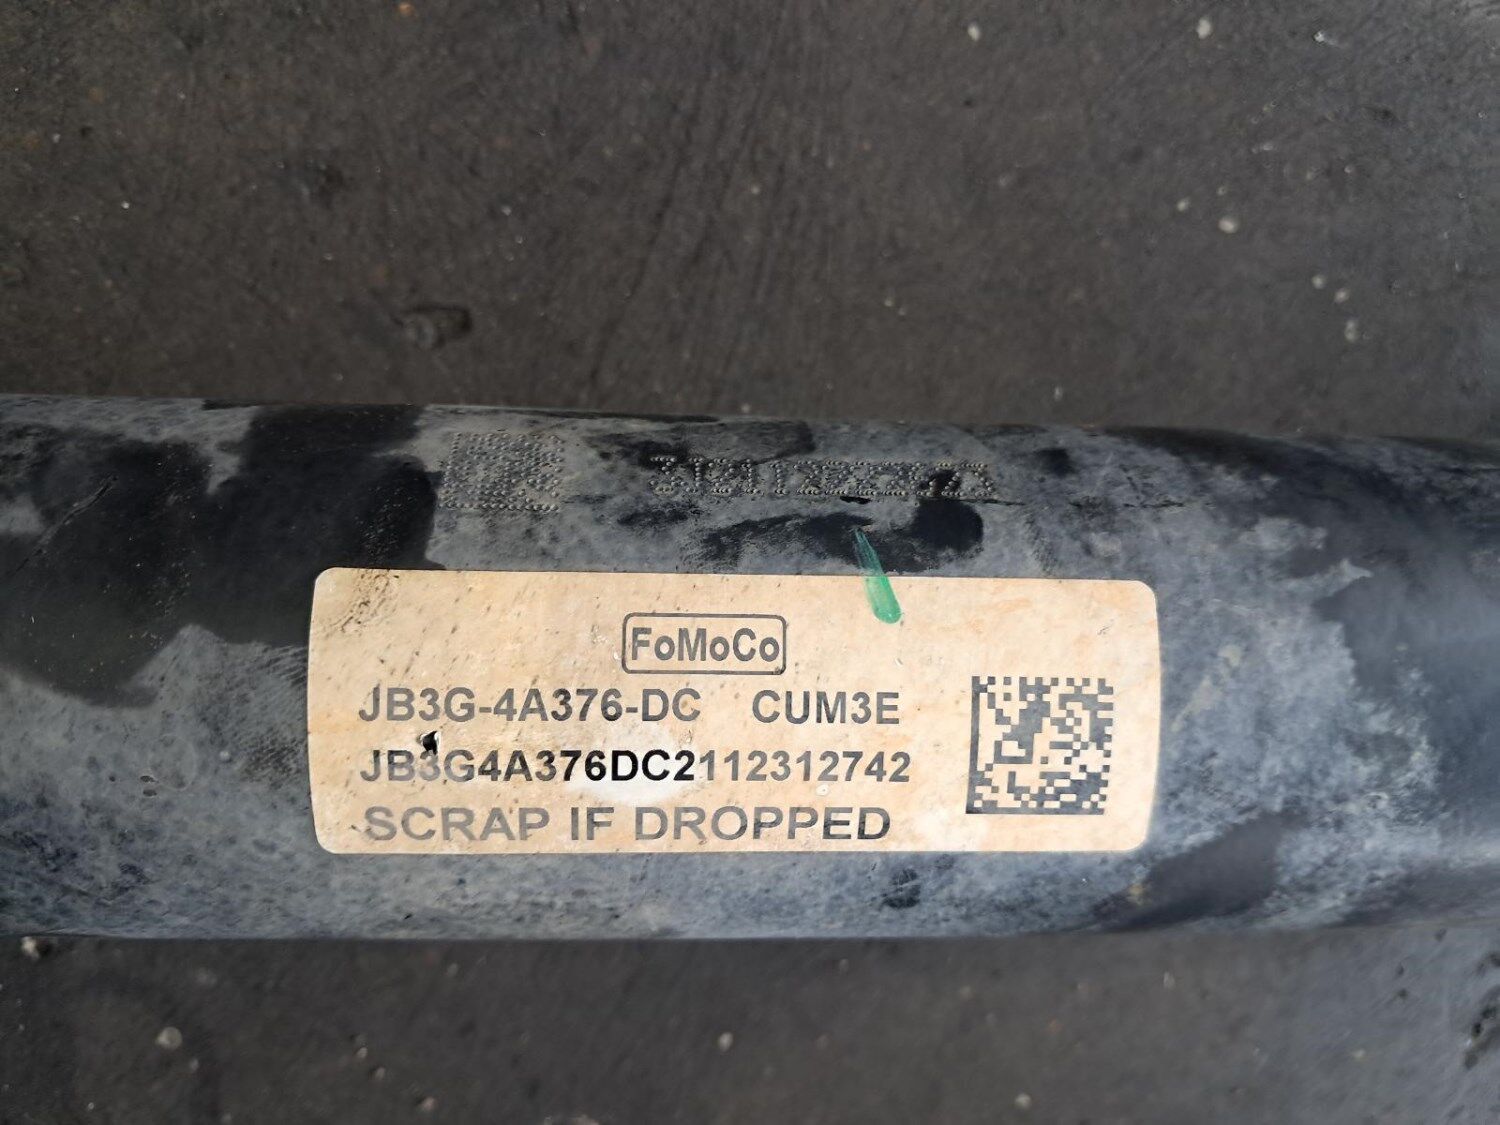 FoMoCo
JB3G-4A376-DC CUM3E
JB3G4A376DC2112312742
SCRAP IF DROPPED